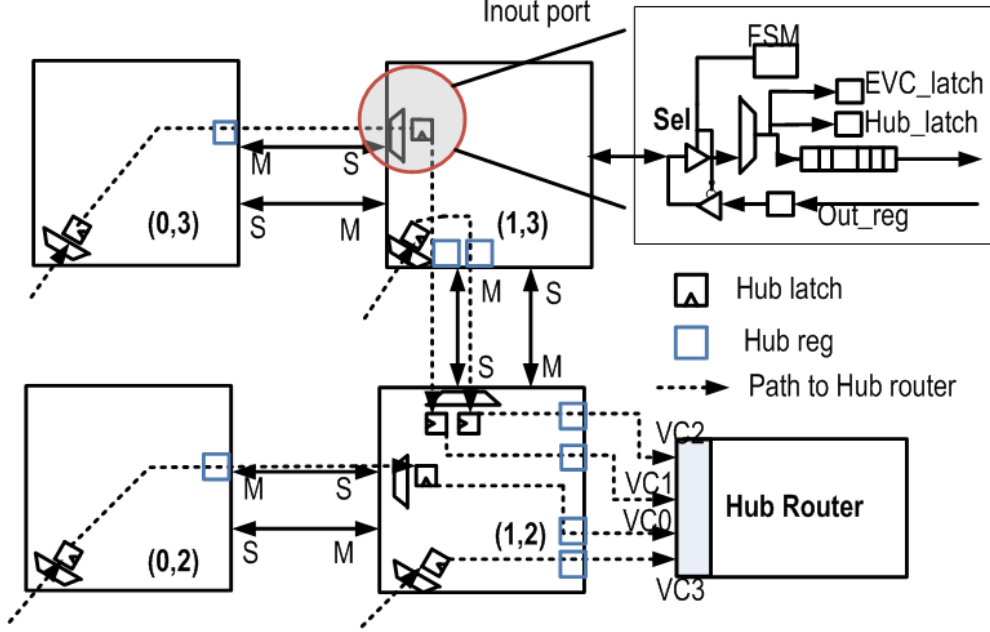 Inout port
FSM
EVC_latch
Sel
Hub_latch
Out_reg
M
S
(0,3)
S
M
(1,3)
M
S
S
M
Hub latch
Hub reg
Path to Hub router
VC2
M
S
VC1
Hub Router
VC0
(0,2)
S
M
(1,2)
VC3